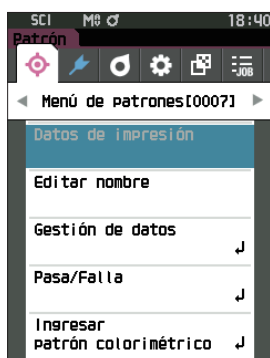 SCI M 18:40
Patrón
JOB
Menú de patrones[0007]
Datos de impresión
Editar nombre
Gestión de datos
Pasa/Falla
Ingresar
patrón colorimétrico